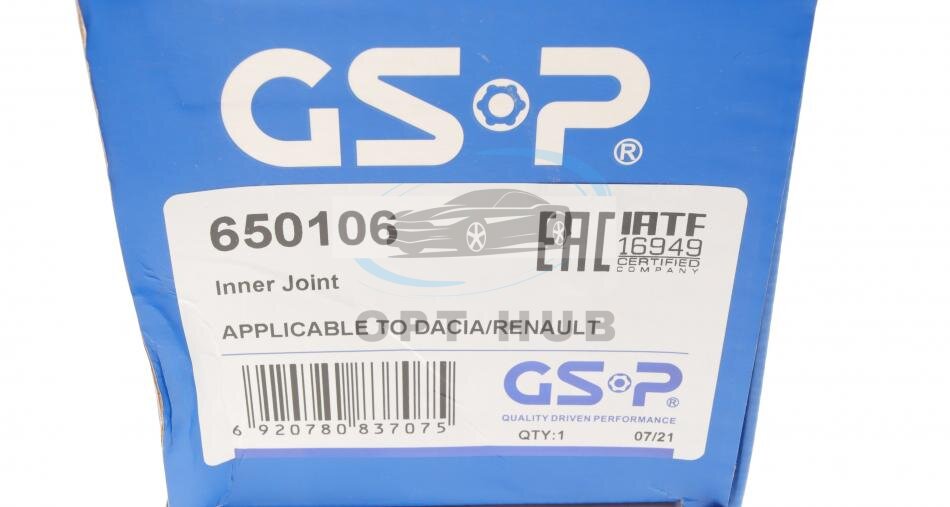 GSP®
650106
EAC IATF
16949
CERTIFIED
COMPANY
Inner Joint
APPLICABLE TO DACIA/RENAULT
OPT HUB
6 920780 837075
GSP®
QUALITY DRIVEN PERFORMANCE
QTY:1 07/21